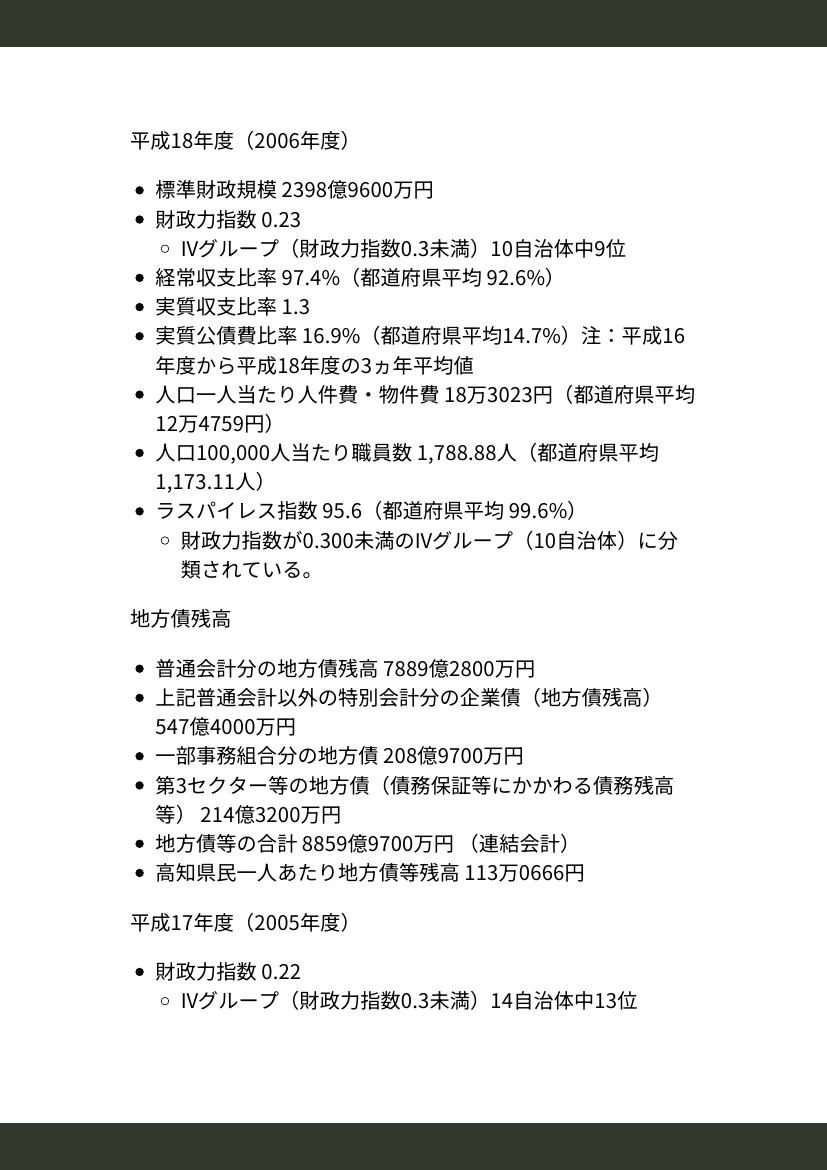 平成18年度（2006年度）
標準財政規模 2398億9600万円
財政力指数 0.23
IVグループ（財政力指数0.3未満）10自治体中9位
経常収支比率 97.4%（都道府県平均 92.6%）
実質収支比率 1.3
実質公債費比率 16.9%（都道府県平均14.7%）注：平成16
年度から平成18年度の3ヵ年平均値
人口一人当たり人件費・物件費 18万3023円（都道府県平均
12万4759円）
人口100,000人当たり職員数 1,788.88人（都道府県平均
1,173.11人）
ラスパイレス指数 95.6（都道府県平均 99.6%）
財政力指数が0.300未満のIVグループ（10自治体）に分
類されている。
地方債残高
普通会計分の地方債残高 7889億2800万円
上記普通会計以外の特別会計分の企業債（地方債残高）
547億4000万円
一部事務組合分の地方債 208億9700万円
第3セクター等の地方債（債務保証等にかかわる債務残高
等） 214億3200万円
地方債等の合計 8859億9700万円 （連結会計）
高知県民一人あたり地方債等残高 113万0666円
平成17年度（2005年度）
財政力指数 0.22
IVグループ（財政力指数0.3未満）14自治体中13位